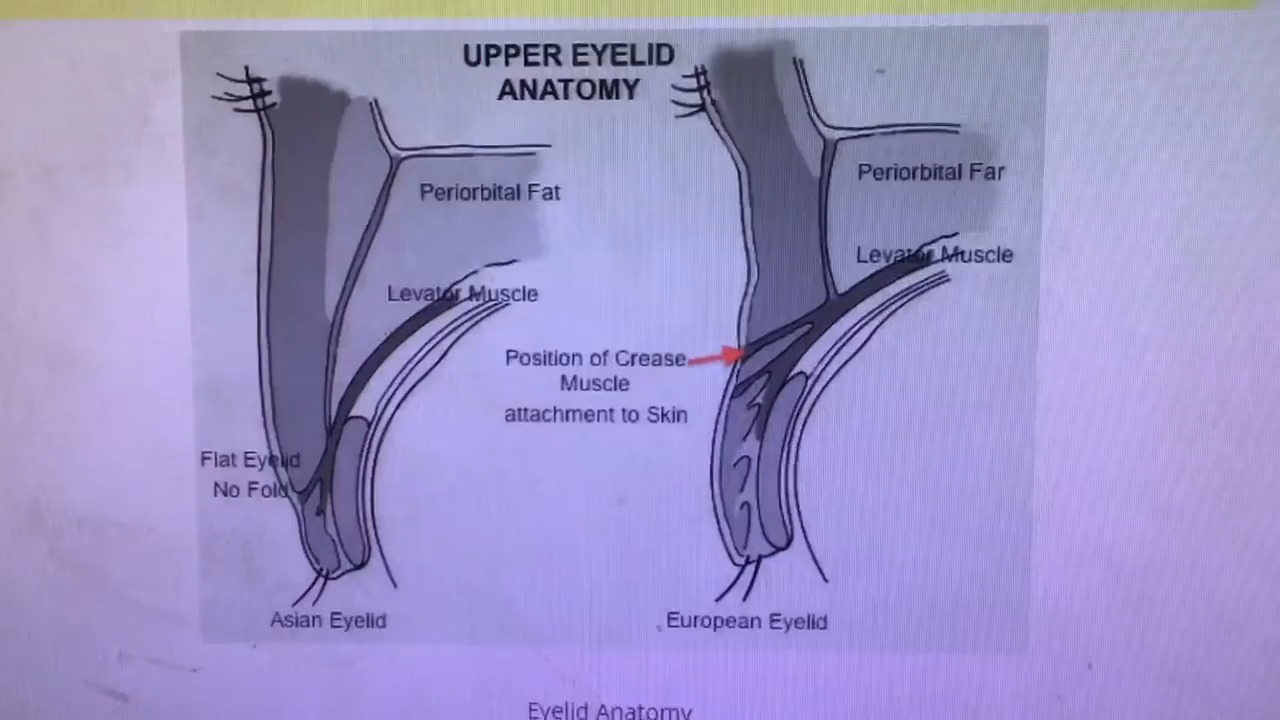 UPPER EYELID
ANATOMY
Periorbital Fat
Periorbital Far
Levator Muscle
Levator Muscle
Position of Crease
Muscle
attachment to Skin
Flat Eyelid
No Fold
Asian Eyelid
European Eyelid
Eyelid Anatomy